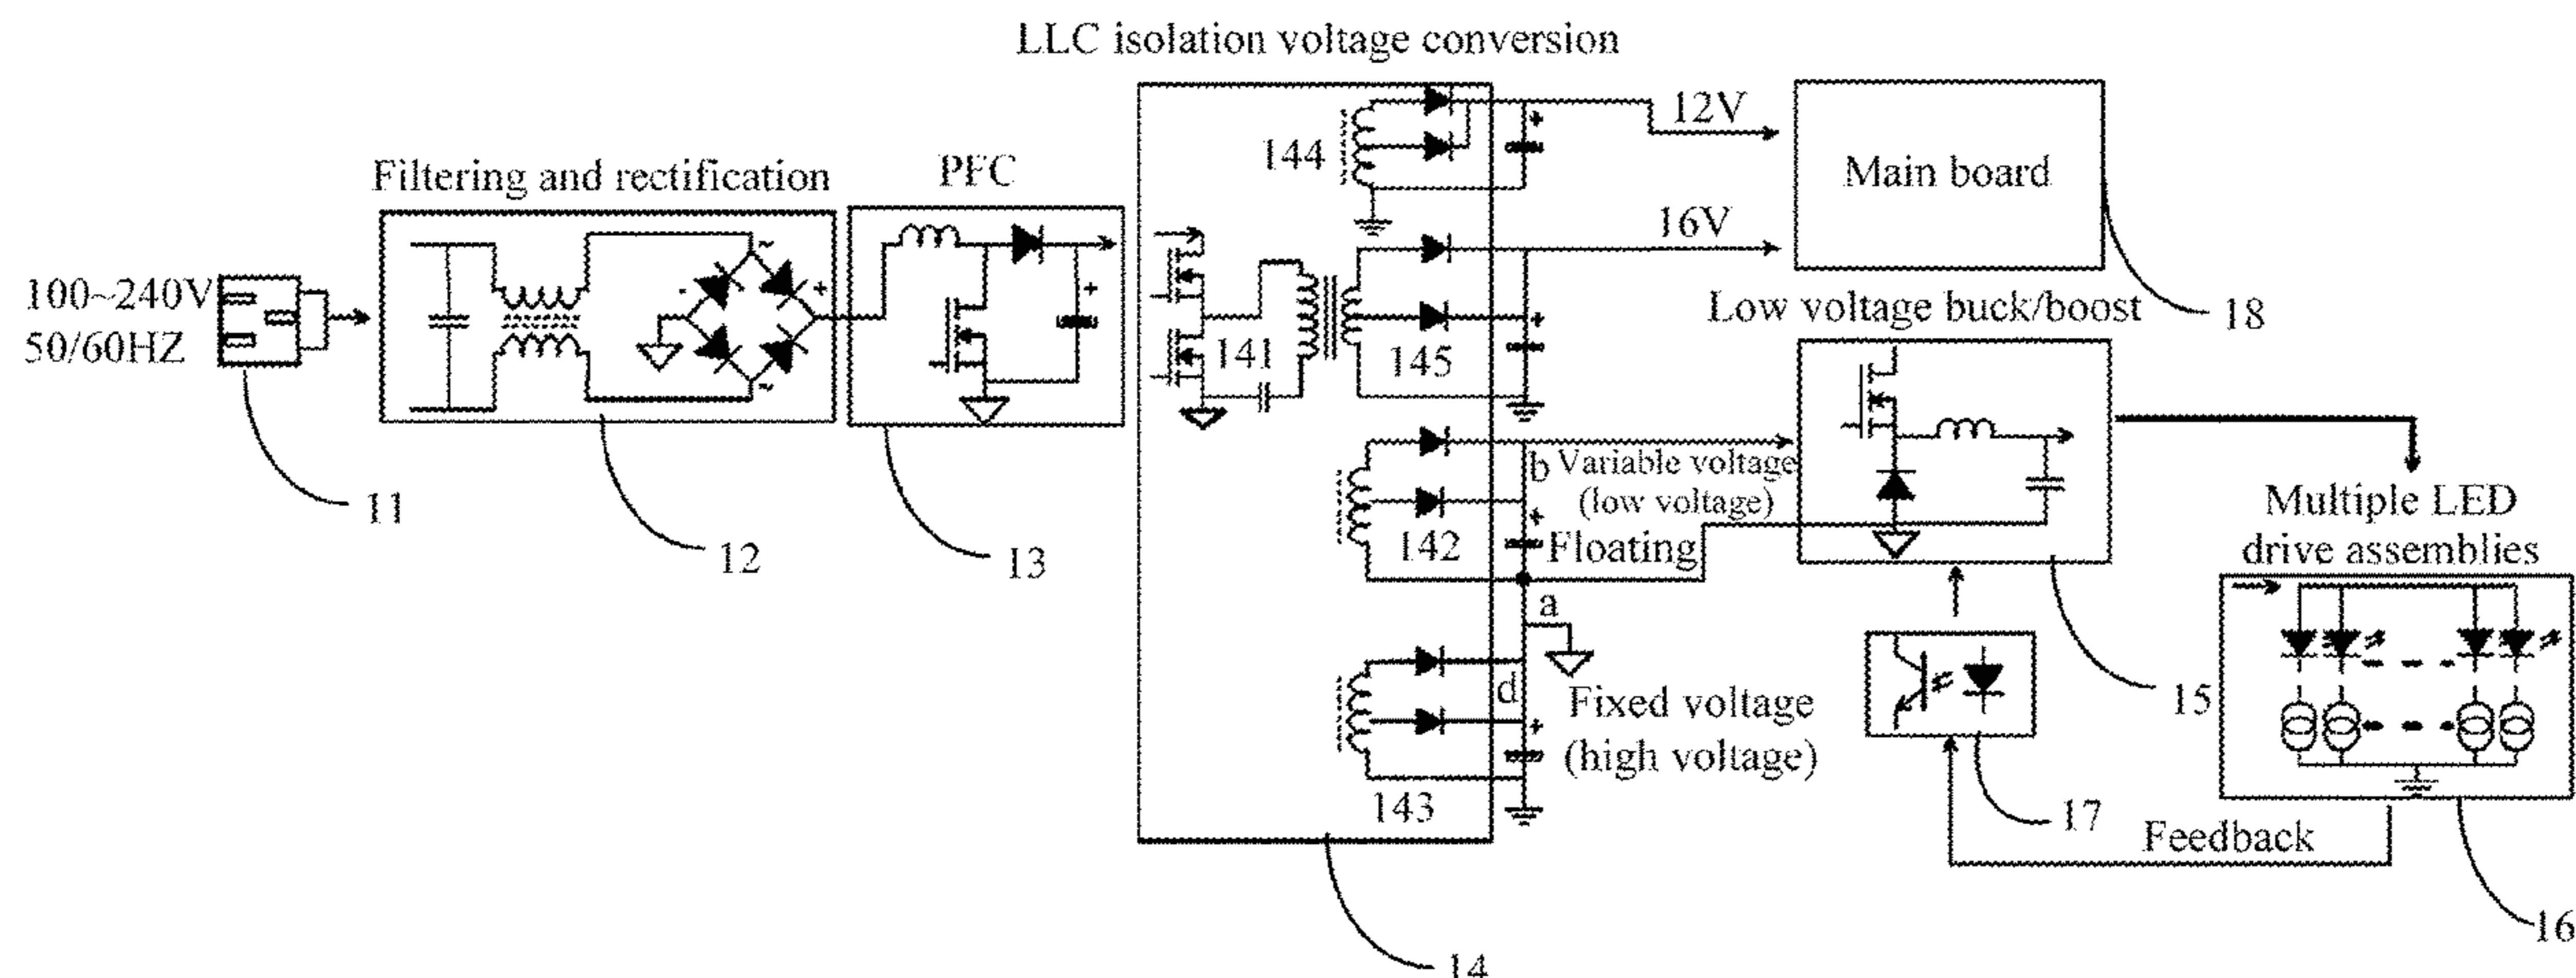 LLC isolation voltage conversion
Filtering and rectification
PFC
100~240V
50/60HZ
11
12
13
144
141
145
142
143
14
12V
16V
Main board
18
Low voltage buck/boost
b
Variable voltage
(low voltage)
Floating
a
d
Fixed voltage
(high voltage)
15
17
Multiple LED
drive assemblies
Feedback
16